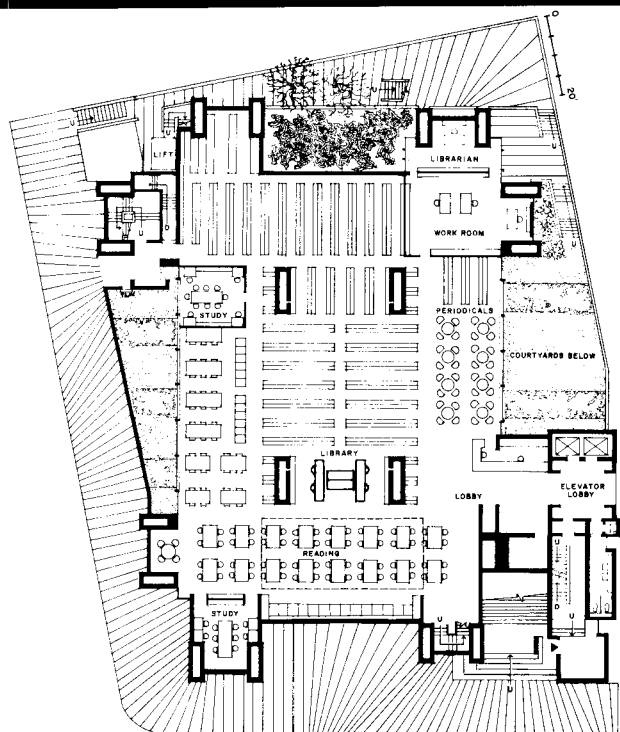 0
20'
LIFT
LIBRARIAN
WORK ROOM
STUDY
PERIODICALS
COURTYARDS BELOW
LIBRARY
LOBBY
ELEVATOR
LOBBY
READING
STUDY
U
U
D
U